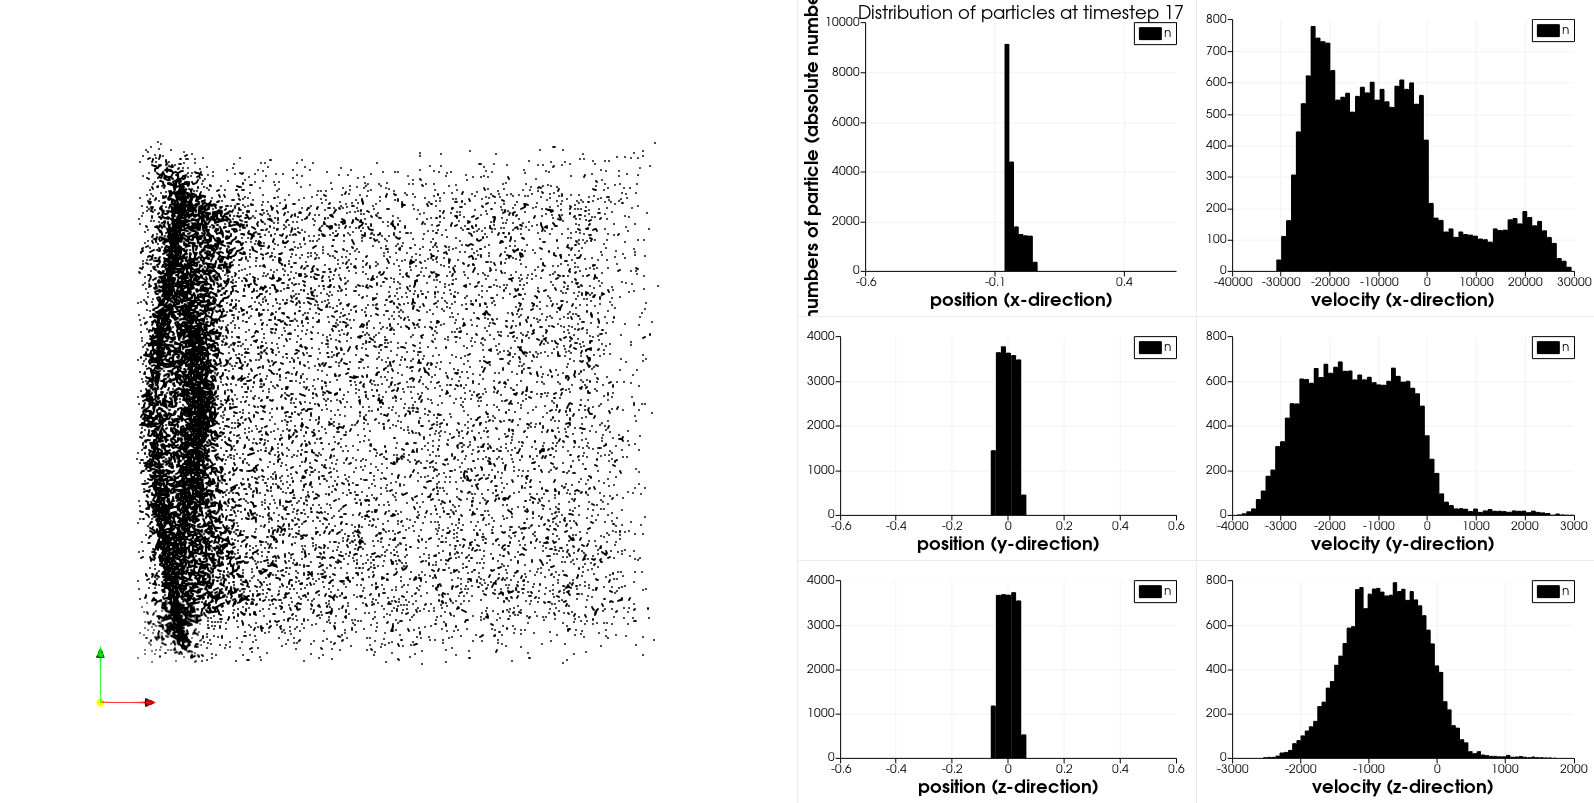 Distribution of particles at timestep 17
numbers of particle (absolute numbe
10000
8000
6000
4000
2000
0
-0.6 -0.1 0.4
position (x-direction)
n
800
700
600
500
400
300
200
100
0
-40000 -30000 -20000 -10000 0 10000 20000 30000
velocity (x-direction)
n
4000
3000
2000
1000
0
-0.6 -0.4 -0.2 0 0.2 0.4 0.6
position (y-direction)
n
800
600
400
200
0
-4000 -3000 -2000 -1000 0 1000 2000 3000
velocity (y-direction)
n
4000
3000
2000
1000
0
-0.6 -0.4 -0.2 0 0.2 0.4 0.6
position (z-direction)
n
800
600
400
200
0
-3000 -2000 -1000 0 1000 2000
velocity (z-direction)
n